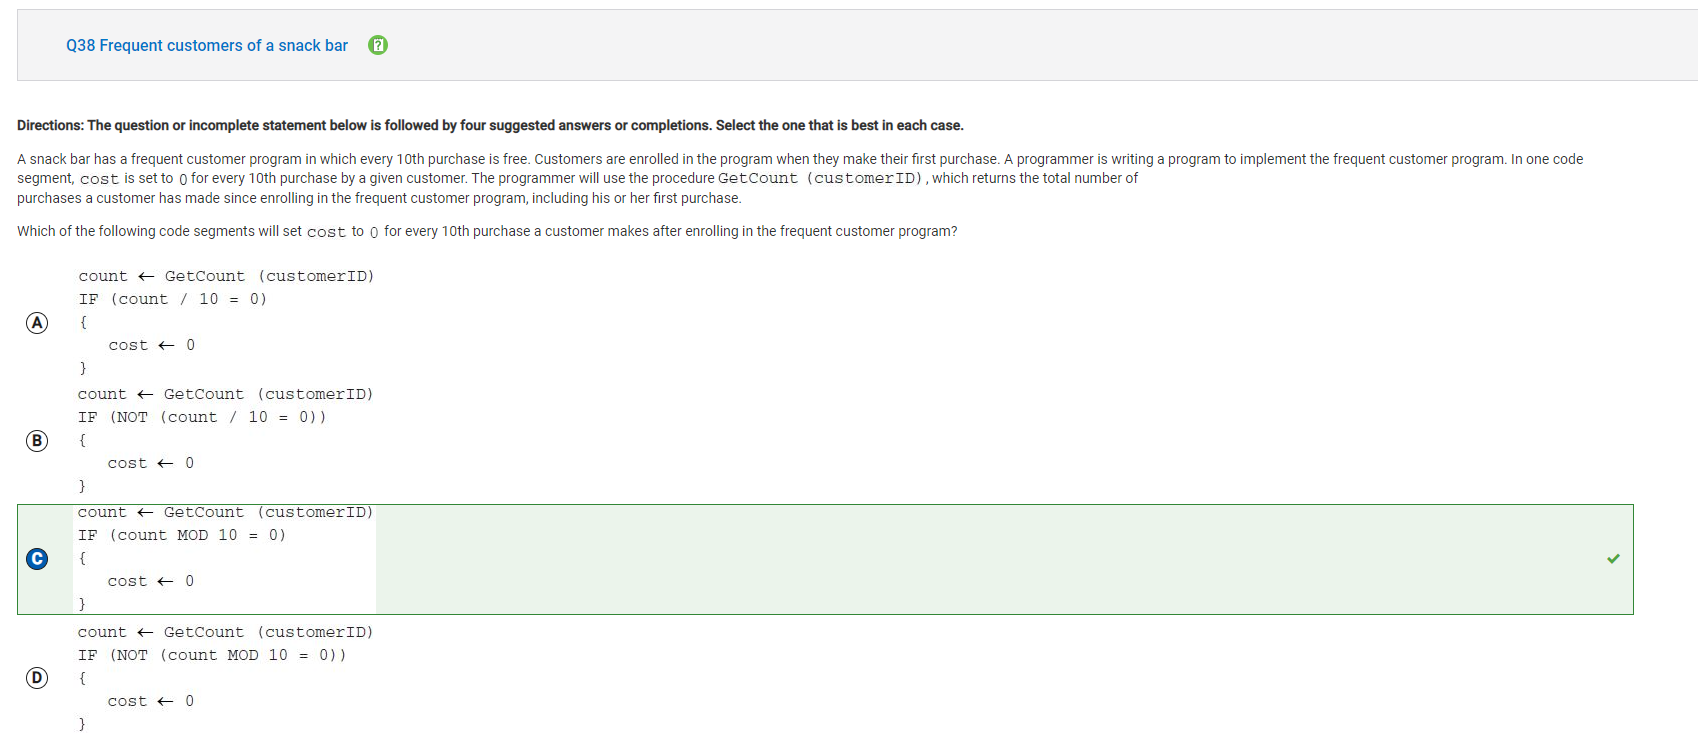 Q38 Frequent customers of a snack bar
Directions: The question or incomplete statement below is followed by four suggested answers or completions. Select the one that is best in each case.
A snack bar has a frequent customer program in which every 10th purchase is free. Customers are enrolled in the program when they make their first purchase. A programmer is writing a program to implement the frequent customer program. In one code
segment, cost is set to 0 for every 10th purchase by a given customer. The programmer will use the procedure GetCount (customerID), which returns the total number of
purchases a customer has made since enrolling in the frequent customer program, including his or her first purchase.
Which of the following code segments will set cost to 0 for every 10th purchase a customer makes after enrolling in the frequent customer program?
count ← GetCount (customerID)
IF (count / 10 = 0)
A {
cost ← 0
}
count ← GetCount (customerID)
IF (NOT (count / 10 = 0))
B {
cost ← 0
}
count ← GetCount (customerID)
IF (count MOD 10 = 0)
C {
cost ← 0
}
count ← GetCount (customerID)
IF (NOT (count MOD 10 = 0))
D {
cost ← 0
}